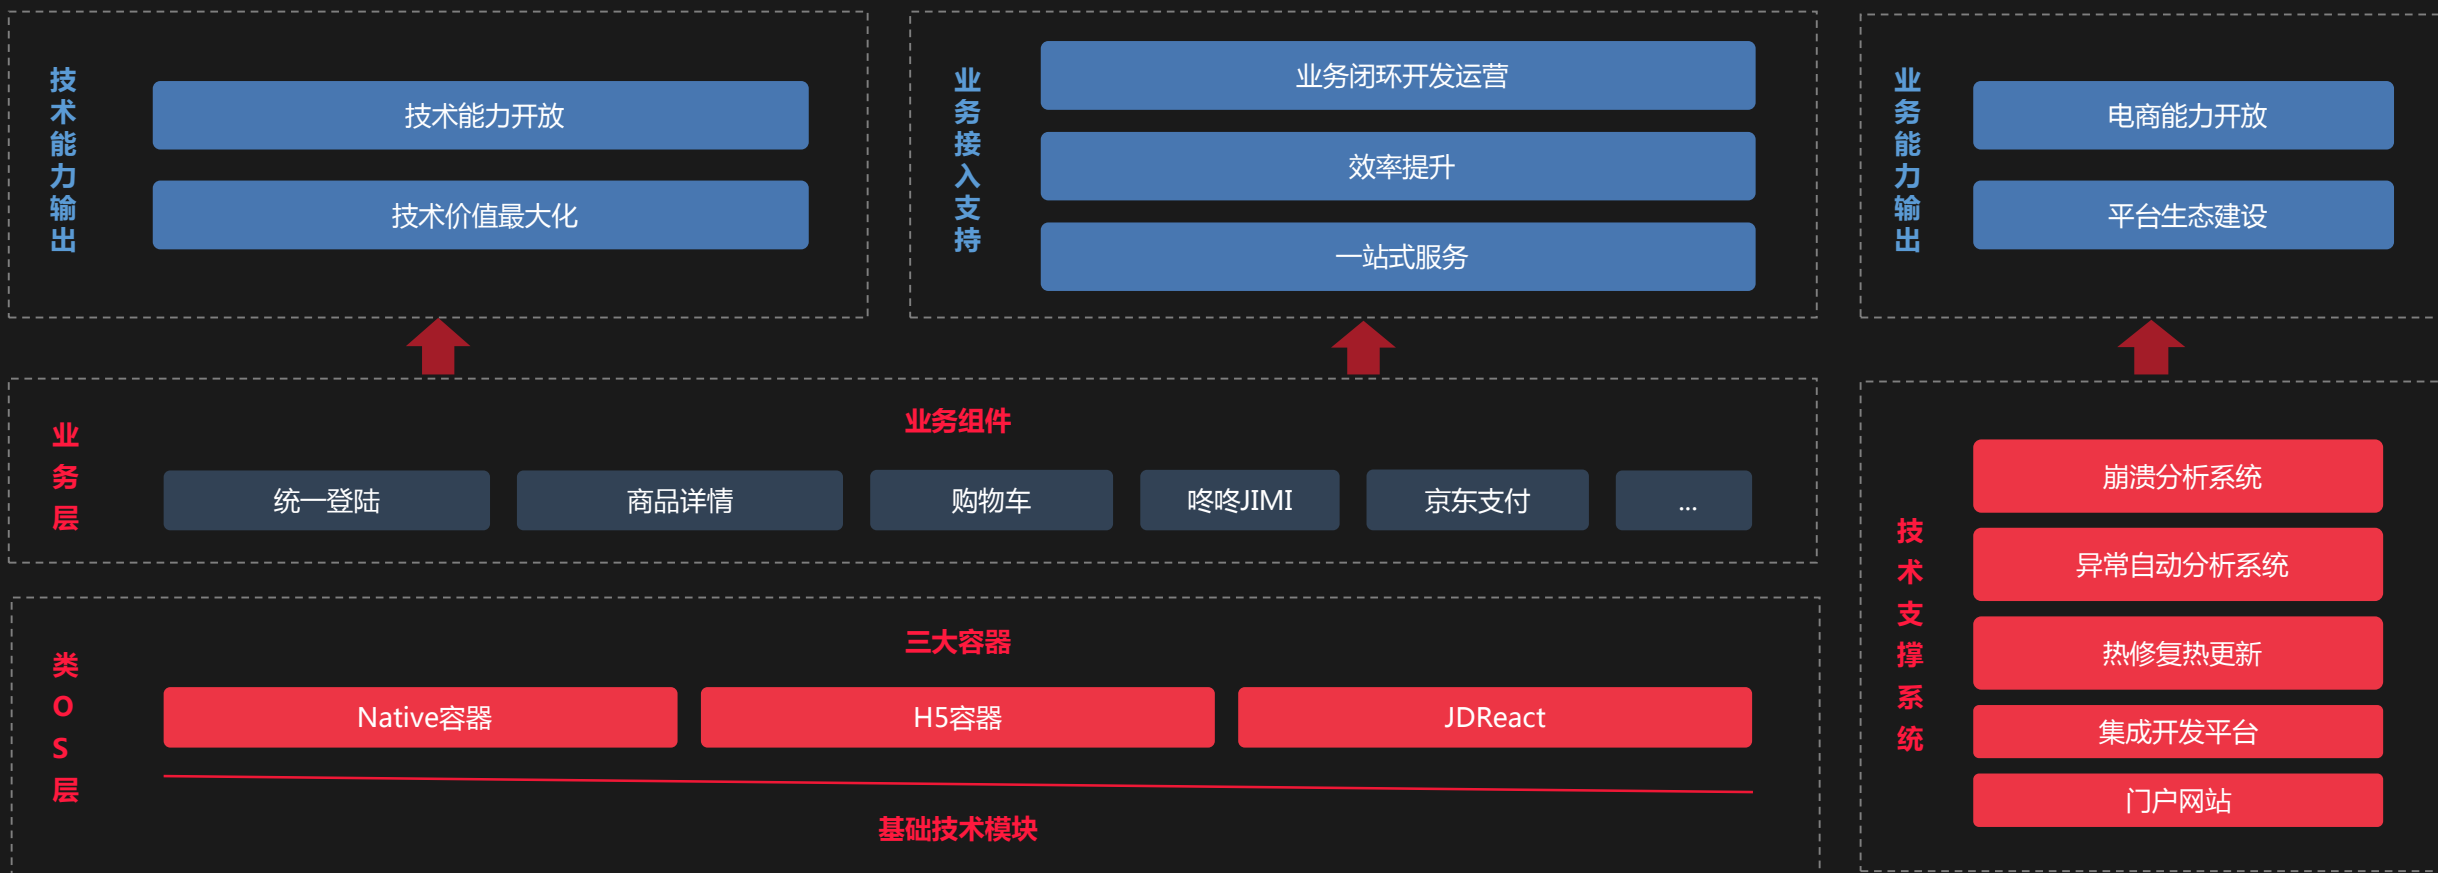 技术能力输出
技术能力开放
技术价值最大化
业务接入支持
业务闭环开发运营
效率提升
一站式服务
业务能力输出
电商能力开放
平台生态建设
业务层
业务组件
统一登陆
商品详情
购物车
咚咚JIMI
京东支付
...
类OS层
三大容器
Native容器
H5容器
JDReact
基础技术模块
技术支撑系统
崩溃分析系统
异常自动分析系统
热修复热更新
集成开发平台
门户网站